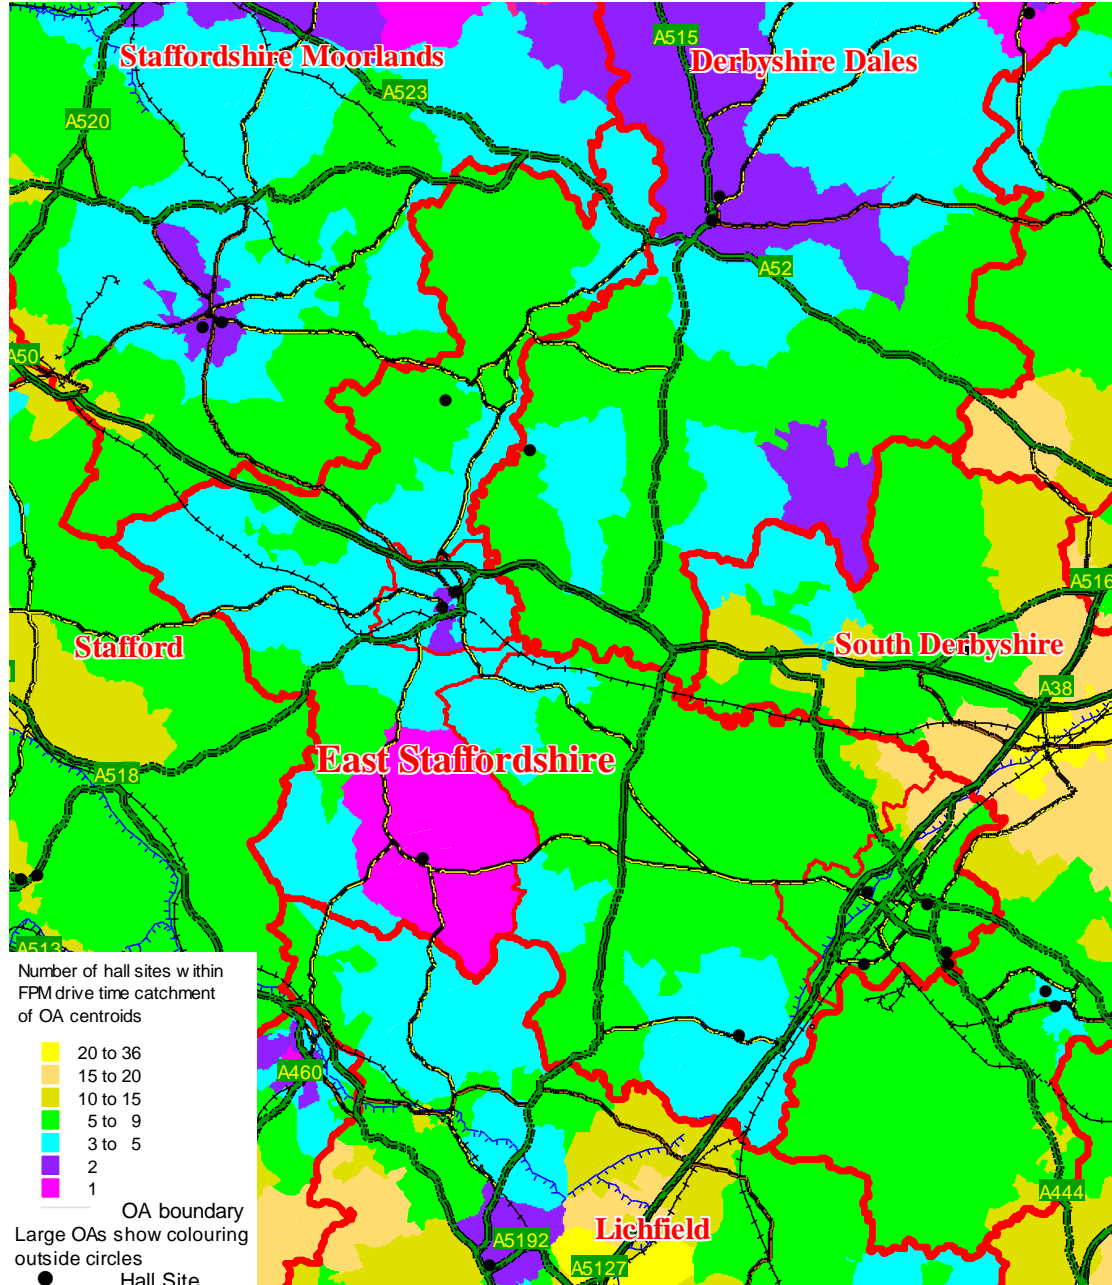 A515
Staffordshire Moorlands
Derbyshire Dales
A523
A520
A52
A50
A516
Stafford
South Derbyshire
A38
East Staffordshire
A518
A513
Number of hall sites within
FPM drive time catchment
of OA centroids
20 to 36
15 to 20
10 to 15
5 to 9
3 to 5
2
1
OA boundary
Large OAs show colouring
outside circles
Hall Site
A460
A444
Lichfield
A5192
A5127